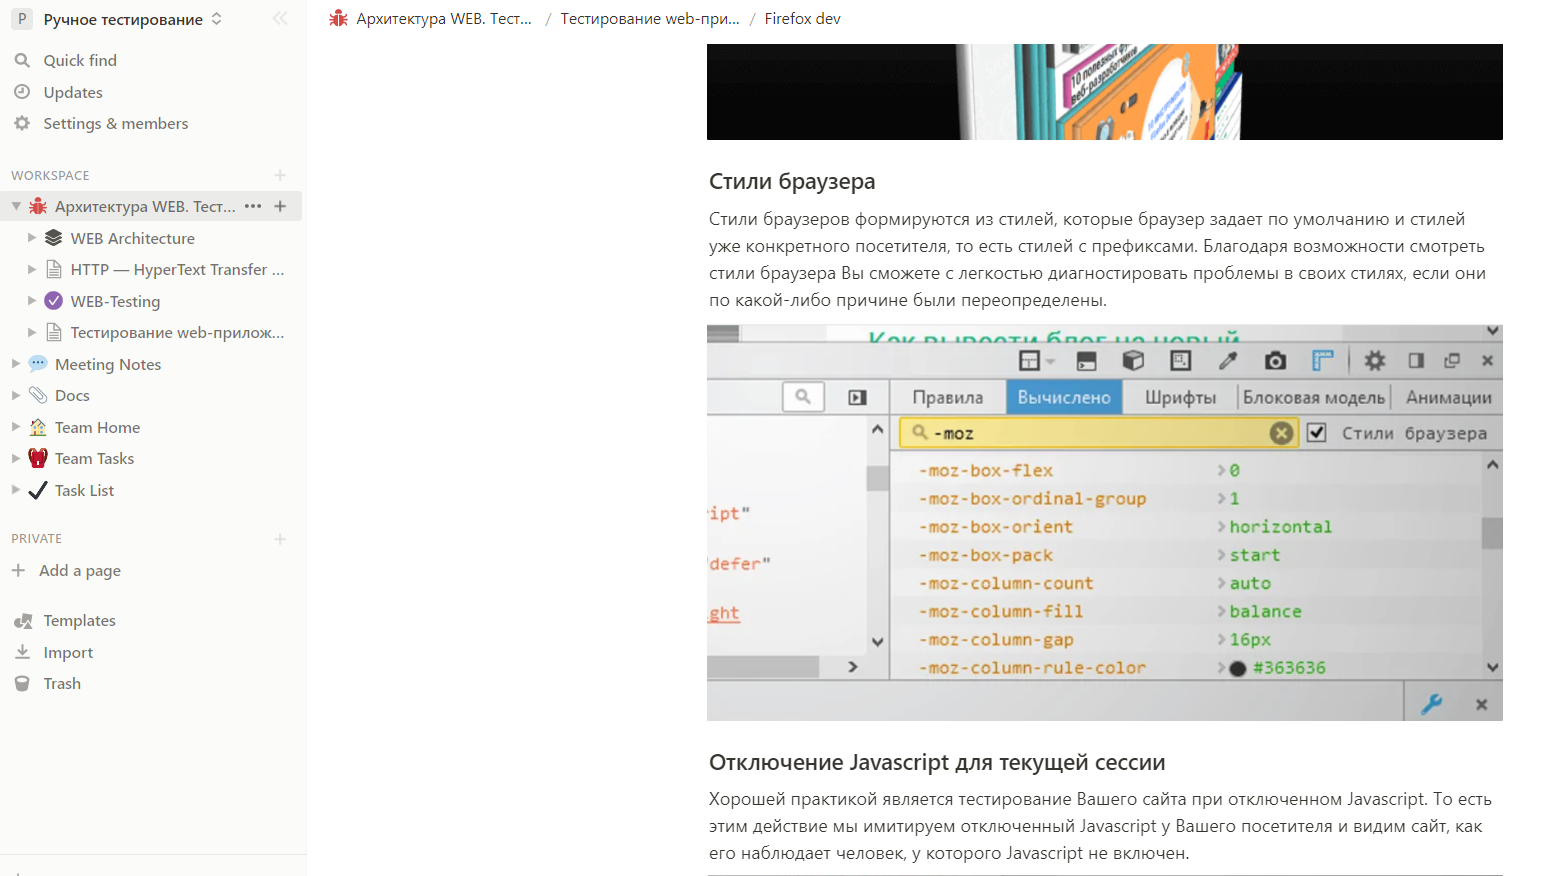 P Ручное тестирование
Quick find
Updates
Settings & members
WORKSPACE
Архитектура WEB. Тест...
WEB Architecture
HTTP — HyperText Transfer ...
WEB-Testing
Тестирование web-прилож...
Meeting Notes
Docs
Team Home
Team Tasks
Task List
PRIVATE
Add a page
Templates
Import
Trash
Архитектура WEB. Тест... / Тестирование web-при... / Firefox dev
10 полезных
веб-разработчиков
Стили браузера
Стили браузеров формируются из стилей, которые браузер задает по умолчанию и стилей
уже конкретного посетителя, то есть стилей с префиксами. Благодаря возможности смотреть
стили браузера Вы сможете с легкостью диагностировать проблемы в своих стилях, если они
по какой-либо причине были переопределены.
Как вывести блог на новый
Правила Вычислено Шрифты Блоковая модель Анимации
-moz Стили браузера
-moz-box-flex 0
-moz-box-ordinal-group 1
ript"
-moz-box-orient horizontal
-moz-box-pack start
defer"
-moz-column-count auto
-moz-column-fill balance
ght
-moz-column-gap 16px
-moz-column-rule-color #363636
Отключение Javascript для текущей сессии
Хорошей практикой является тестирование Вашего сайта при отключенном Javascript. То есть
этим действие мы имитируем отключенный Javascript у Вашего посетителя и видим сайт, как
его наблюдает человек, у которого Javascript не включен.